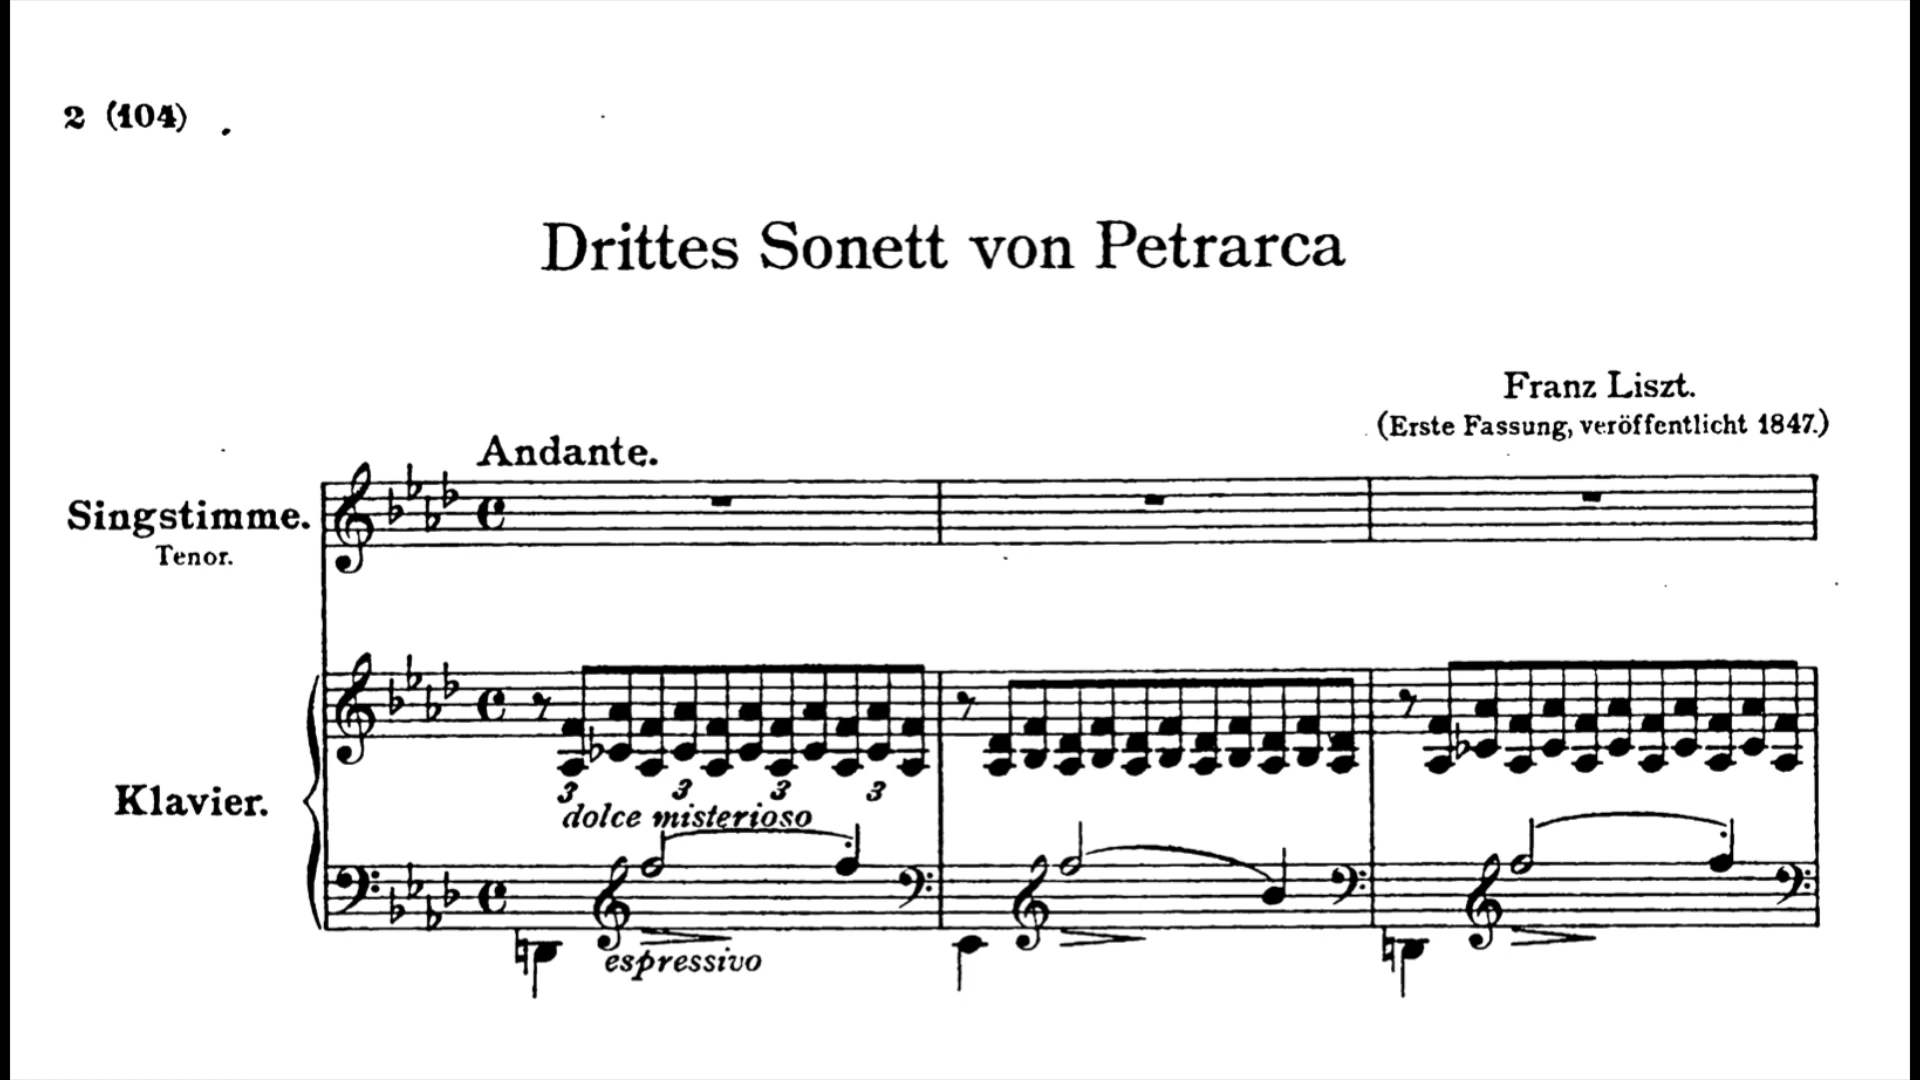 2 (104)
Drittes Sonett von Petrarca
Franz Liszt.
(Erste Fassung, veröffentlicht 1847.)
Andante.
Singstimme.
Tenor.
Klavier.
3 3 3 3
dolce misterioso
espressivo